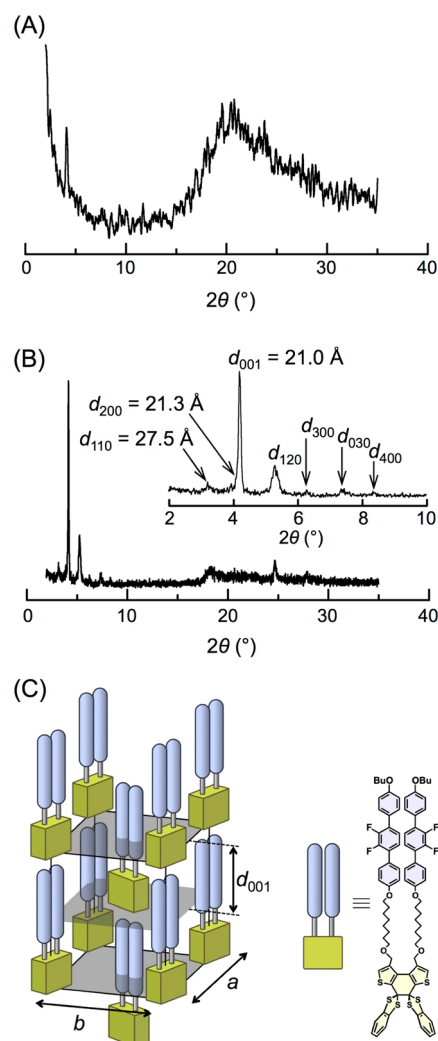 (A)
0
10
20
30
40
2θ (°)
(B)
d001 = 21.0 Å
d200 = 21.3 Å
d110 = 27.5 Å
d120
d300
d030
d400
2
4
6
8
10
2θ (°)
0
10
20
30
40
2θ (°)
(C)
d001
b
a
≡
BuO
OBu
F
F
F
F
O
O
O
O
S
S
S
S
S
S